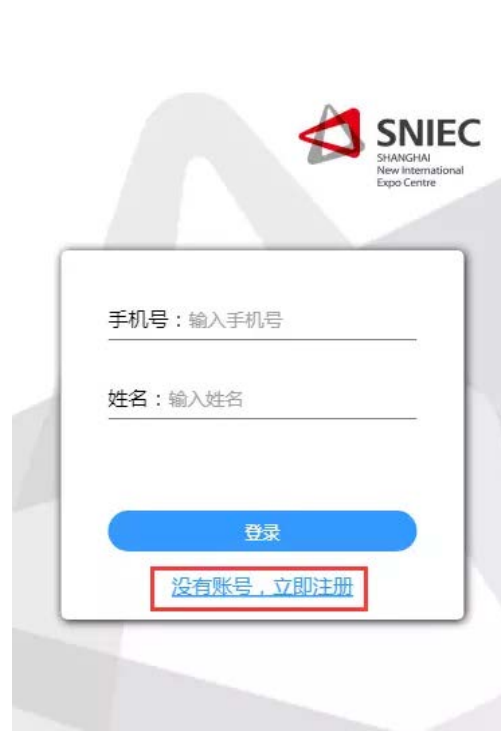 SNIEC
SHANGHAI
New International
Expo Centre
手机号：输入手机号
姓名：输入姓名
登录
没有账号，立即注册